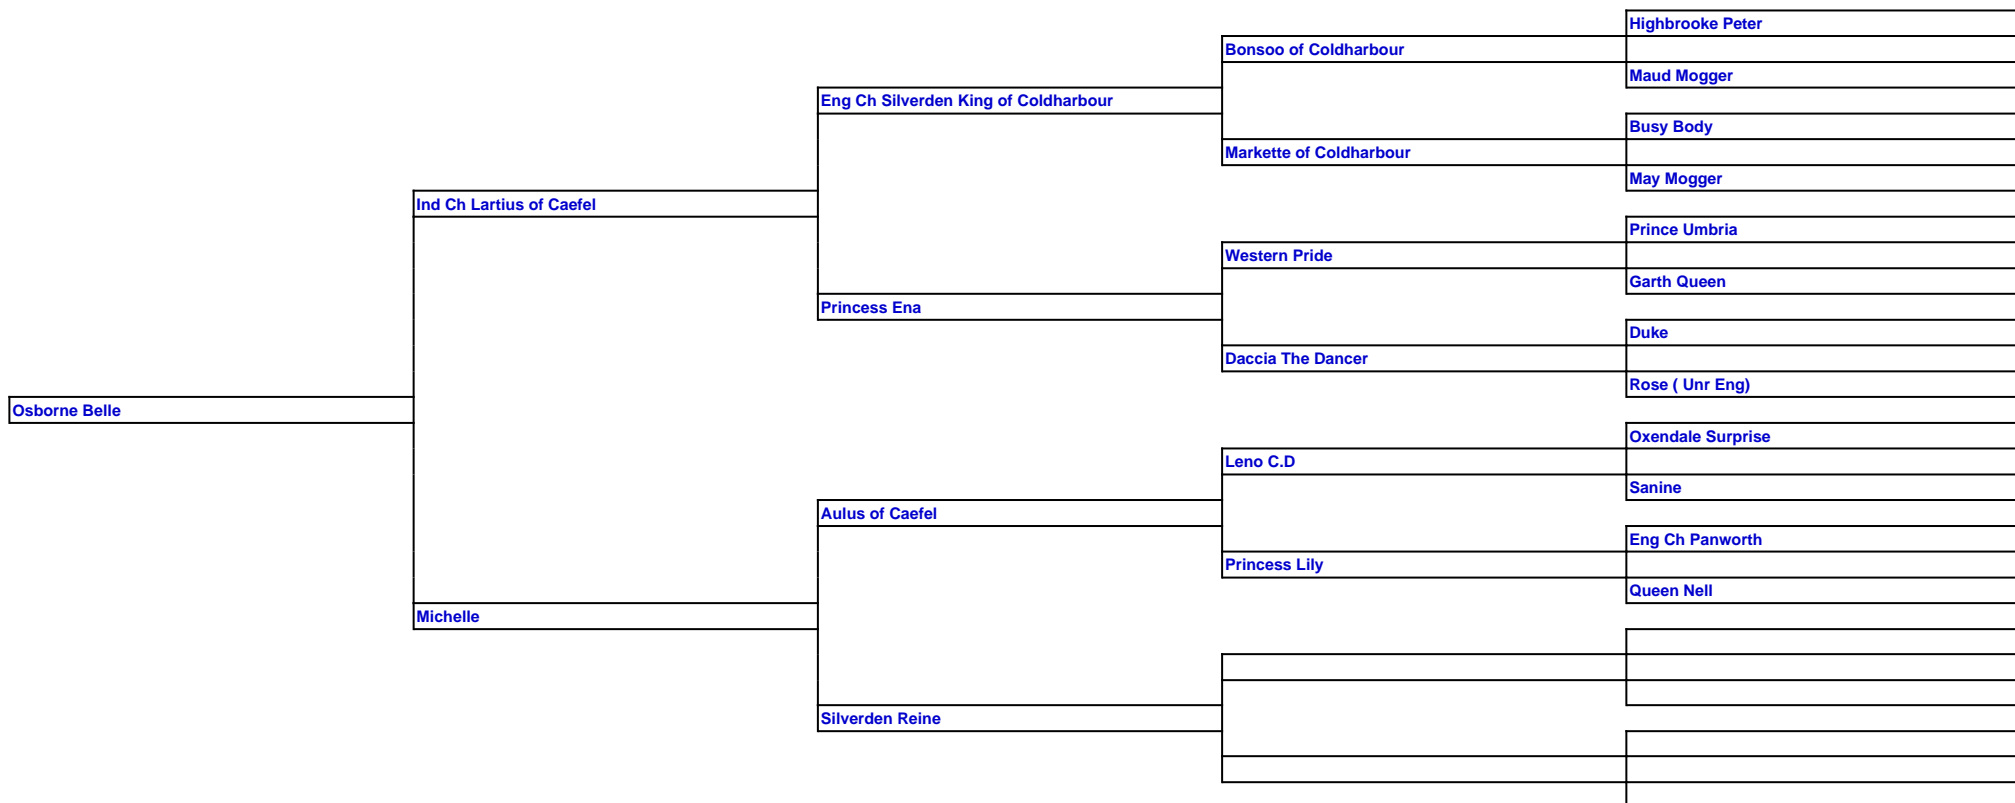 Highbrooke Peter
Bonsoo of Coldharbour
Maud Mogger
Eng Ch Silverden King of Coldharbour
Busy Body
Markette of Coldharbour
May Mogger
Ind Ch Lartius of Caefel
Prince Umbria
Western Pride
Garth Queen
Princess Ena
Duke
Daccia The Dancer
Rose ( Unr Eng)
Osborne Belle
Oxendale Surprise
Leno C.D
Sanine
Aulus of Caefel
Eng Ch Panworth
Princess Lily
Queen Nell
Michelle
Silverden Reine